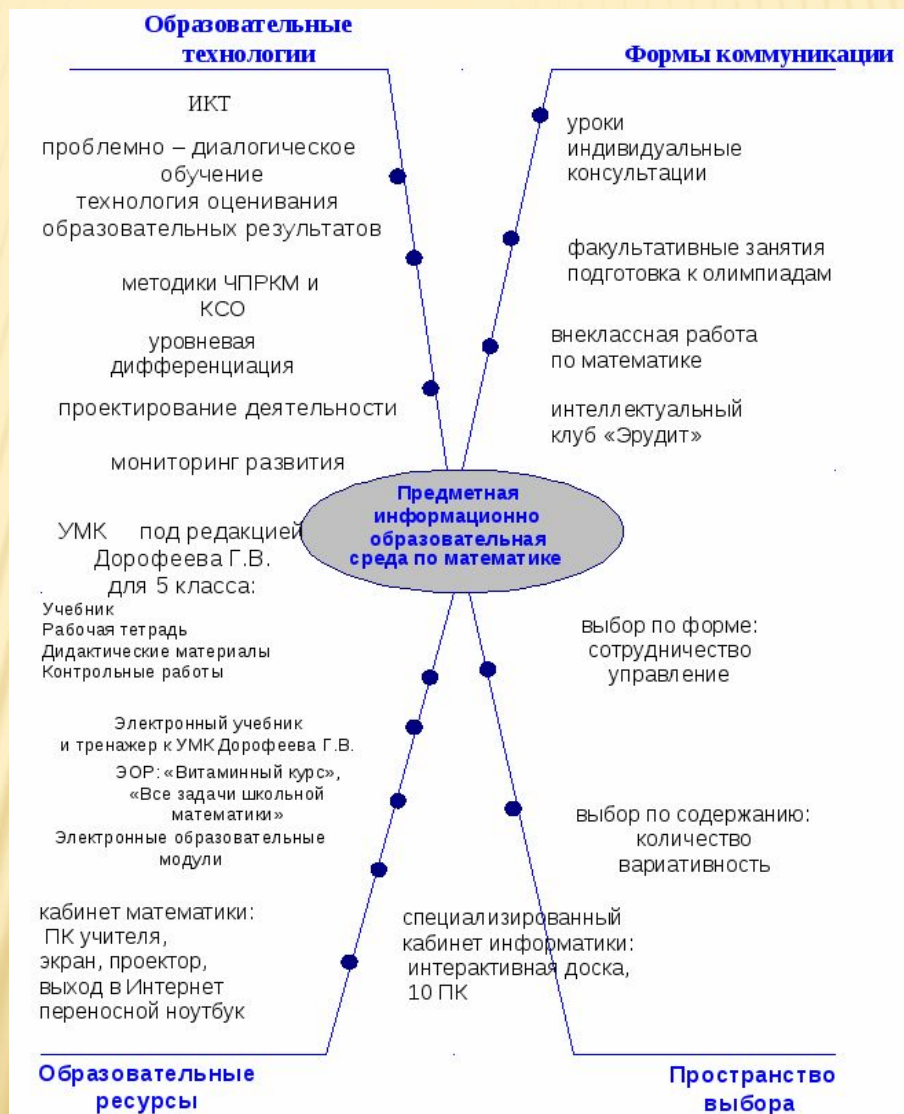 Образовательные
технологии
ИКТ
проблемно – диалогическое
обучение
технология оценивания
образовательных результатов
методики ЧПРКМ и
КСО
уровневая
дифференциация
проектирование деятельности
мониторинг развития
Формы коммуникации
уроки
индивидуальные
консультации
факультативные занятия
подготовка к олимпиадам
внеклассная работа
по математике
интеллектуальный
клуб «Эрудит»
Предметная
информационно
образовательная
среда по математике
УМК под редакцией
Дорофеева Г.В.
для 5 класса:
Учебник
Рабочая тетрадь
Дидактические материалы
Контрольные работы
Электронный учебник
и тренажер к УМК Дорофеева Г.В.
ЭОР: «Витаминный курс»,
«Все задачи школьной
математики»
Электронные образовательные
модули
кабинет математики:
ПК учителя,
экран, проектор,
выход в Интернет
переносной ноутбук
специализированный
кабинет информатики:
интерактивная доска,
10 ПК
Образовательные
ресурсы
выбор по форме:
сотрудничество
управление
выбор по содержанию:
количество
вариативность
Пространство
выбора